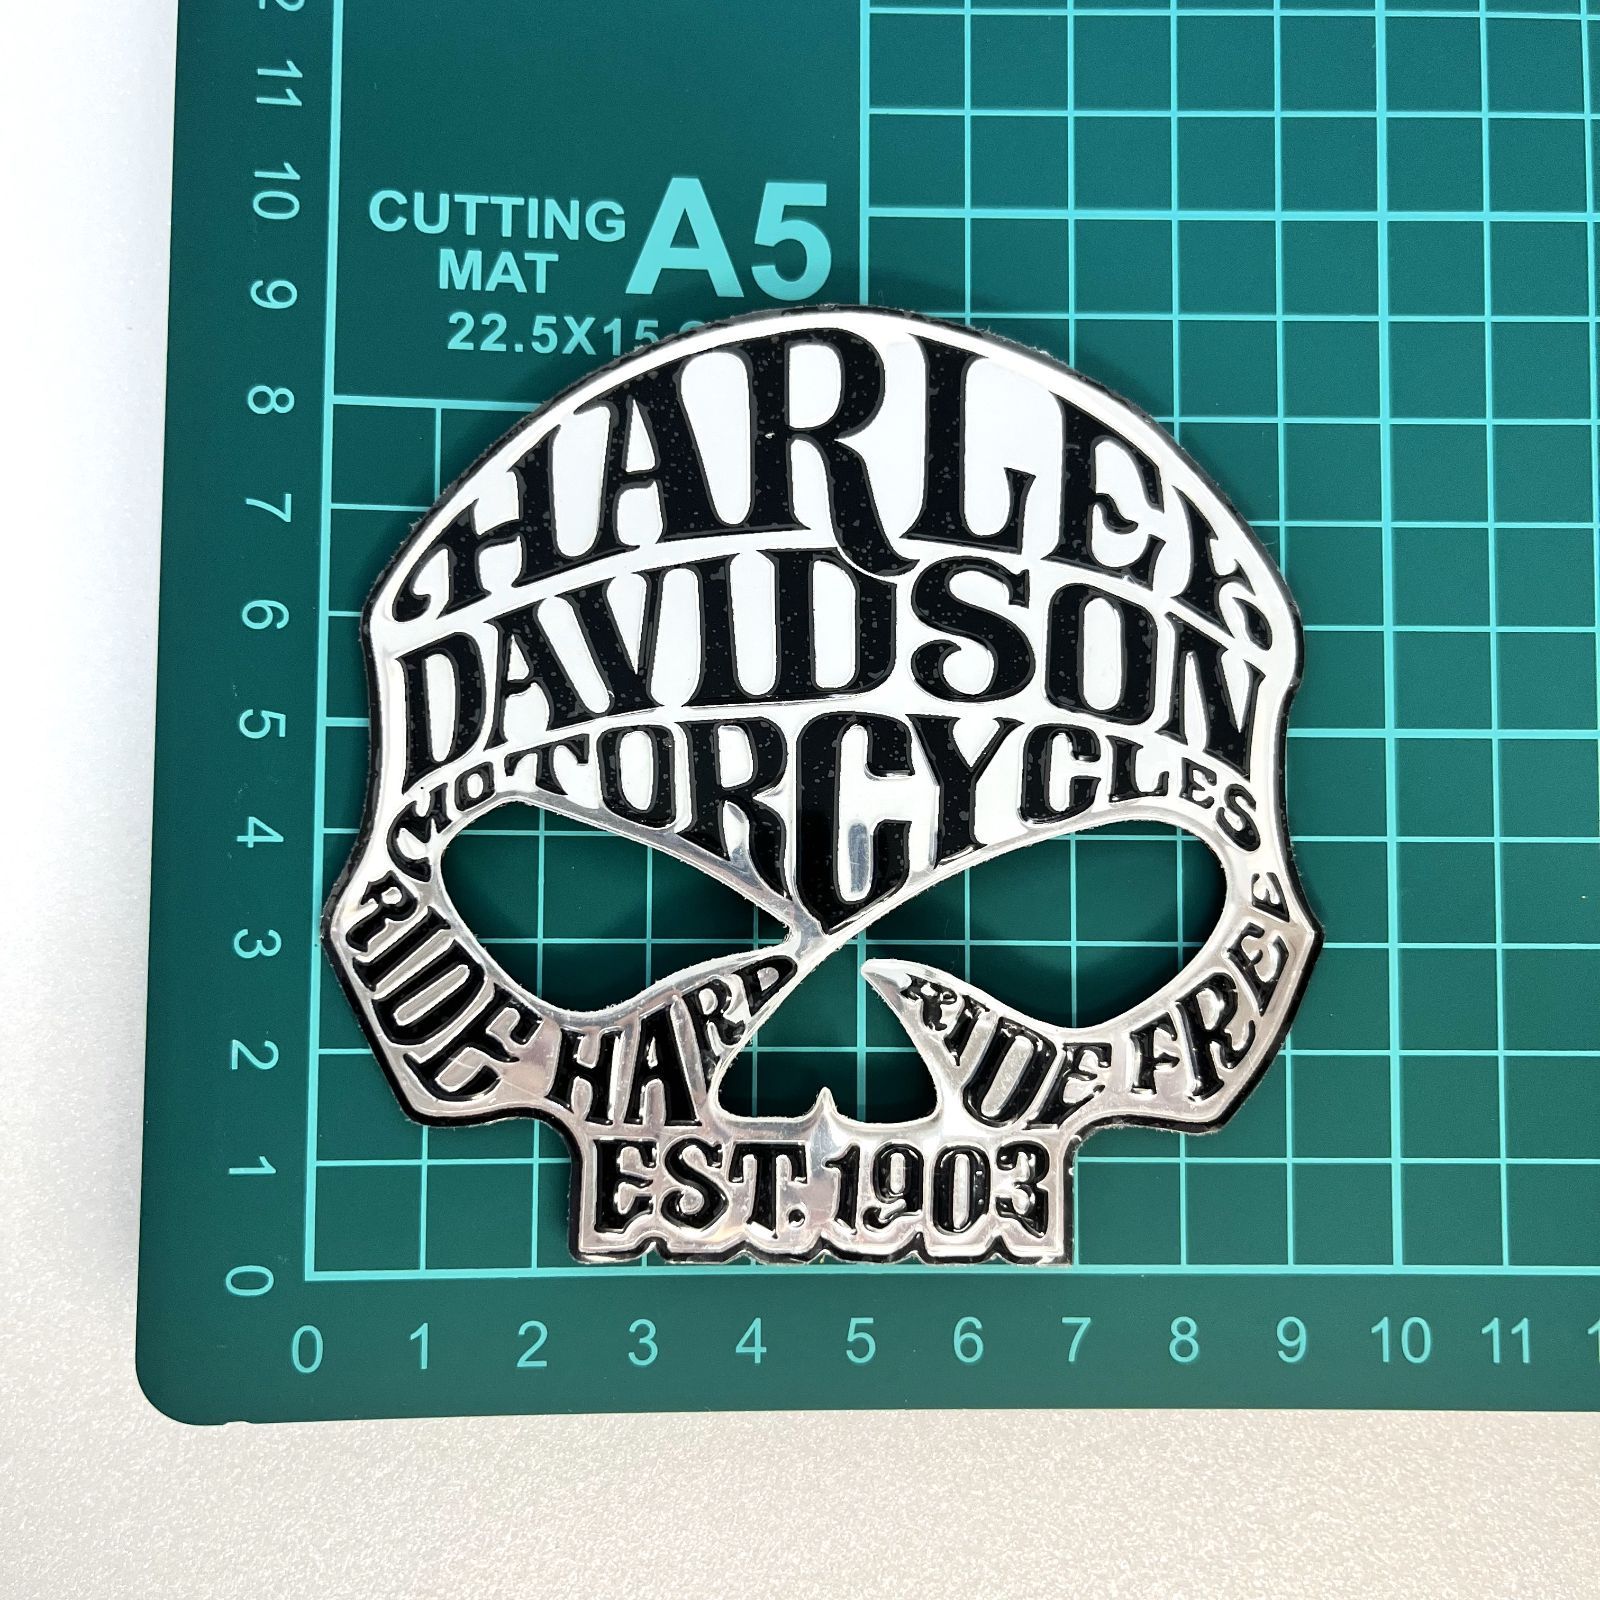 CUTTING
MAT
A5
22.5X15
HARLEY
DAVIDSON
MOTORCYCLES
RIDE HARD RIDE FREE
EST. 1903
11
10
9
8
7
6
5
4
3
2
1
0
0 1 2 3 4 5 6 7 8 9 10 11